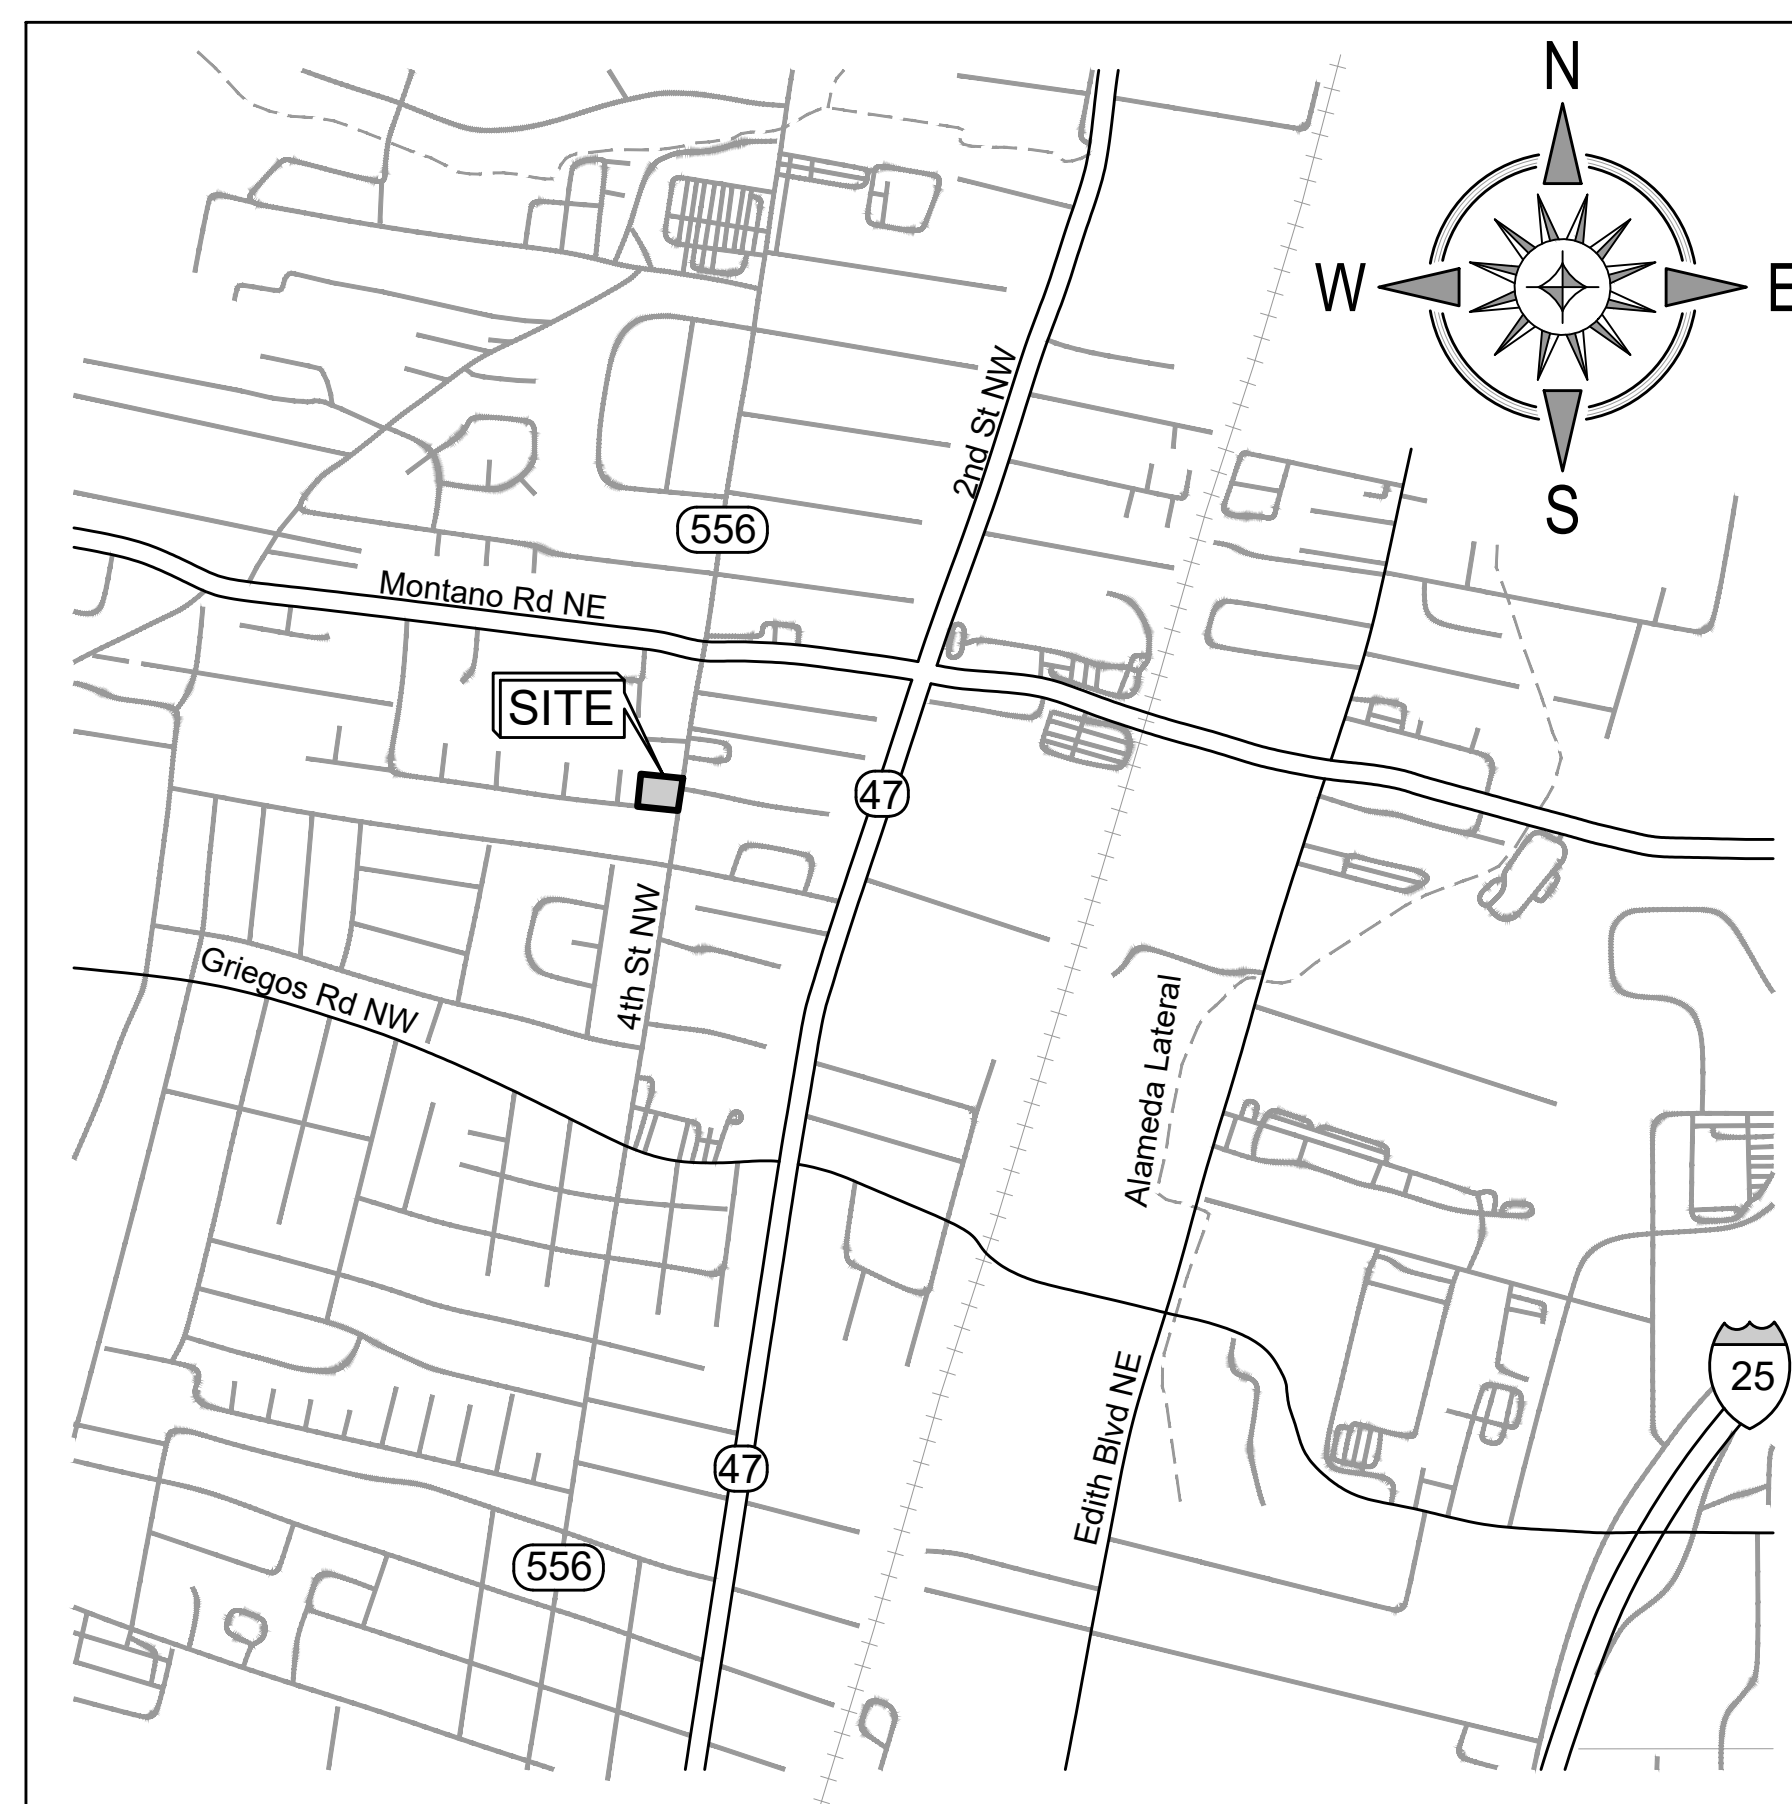 N
W
E
S
2nd St NW
556
Montano Rd NE
SITE
47
4th St NW
Griegos Rd NW
Alameda Lateral
Edith Blvd NE
25
47
556